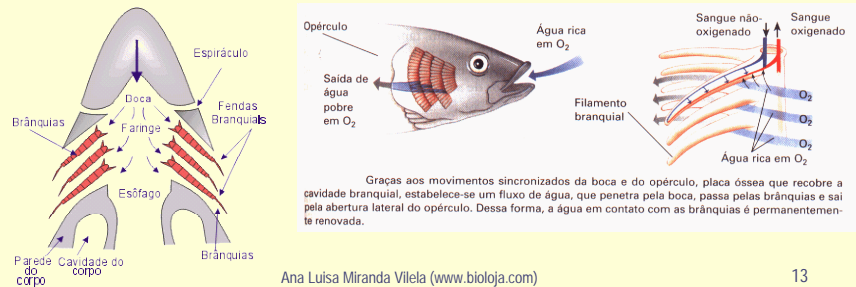 Espiráculo
Boca
Fendas
Branquiais
Brânquias
Faringe
Esôfago
Brânquias
Parede
do
corpo
Cavidade do
corpo
Opérculo
Água rica
em O₂
Saída de
água
pobre
em O₂
Sangue não-
oxigenado
Sangue
oxigenado
Filamento
branquial
O₂
O₂
O₂
Água rica em O₂
Graças aos movimentos sincronizados da boca e do opérculo, placa óssea que recobre a
cavidade branquial, estabelece-se um fluxo de água, que penetra pela boca, passa pelas brânquias e sai
pela abertura lateral do opérculo. Dessa forma, a água em contato com as brânquias é permanentemen-
te renovada.
Ana Luisa Miranda Vilela (www.bioloja.com)
13